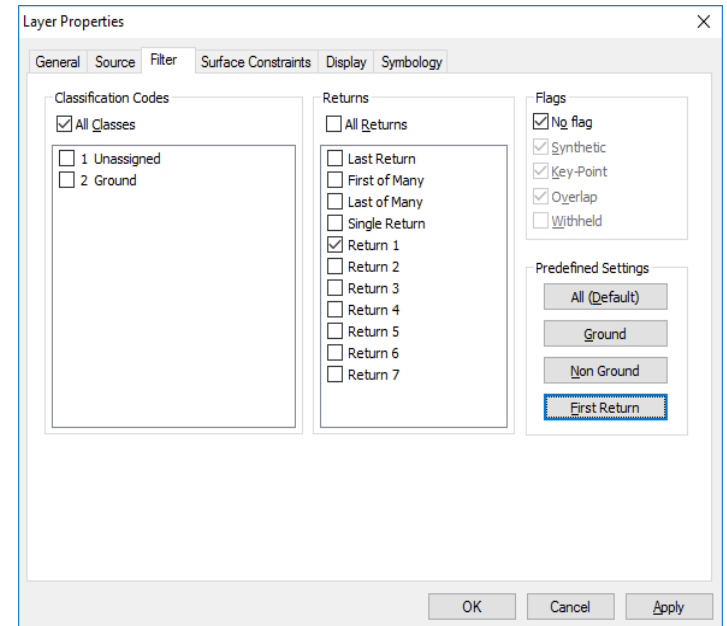 Layer Properties
General Source Filter Surface Constraints Display Symbology
Classification Codes
All Classes
1 Unassigned
2 Ground
Returns
All Returns
Last Return
First of Many
Last of Many
Single Return
Return 1
Return 2
Return 3
Return 4
Return 5
Return 6
Return 7
Flags
No flag
Synthetic
Key-Point
Overlap
Withheld
Predefined Settings
All (Default)
Ground
Non Ground
First Return
OK Cancel Apply